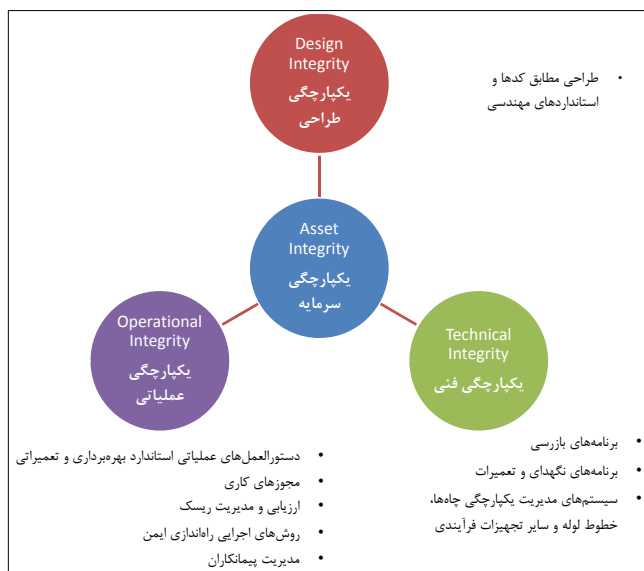 Design
Integrity
یکپارچگی
طراحی
• طراحی مطابق کدها و
استانداردهای مهندسی
Asset
Integrity
یکپارچگی
سرمایه
Operational
Integrity
یکپارچگی
عملیاتی
Technical
Integrity
یکپارچگی فنی
• برنامه‌های بازرسی
• برنامه‌های نگهدای و تعمیرات
• سیستم‌های مدیریت یکپارچگی چاه‌ها،
خطوط لوله و سایر تجهیزات فرآیندی
• دستورالعمل‌های عملیاتی استاندارد بهره‌برداری و تعمیراتی
• مجوزهای کاری
• ارزیابی و مدیریت ریسک
• روش‌های اجرایی راه‌اندازی ایمن
• مدیریت پیمانکاران